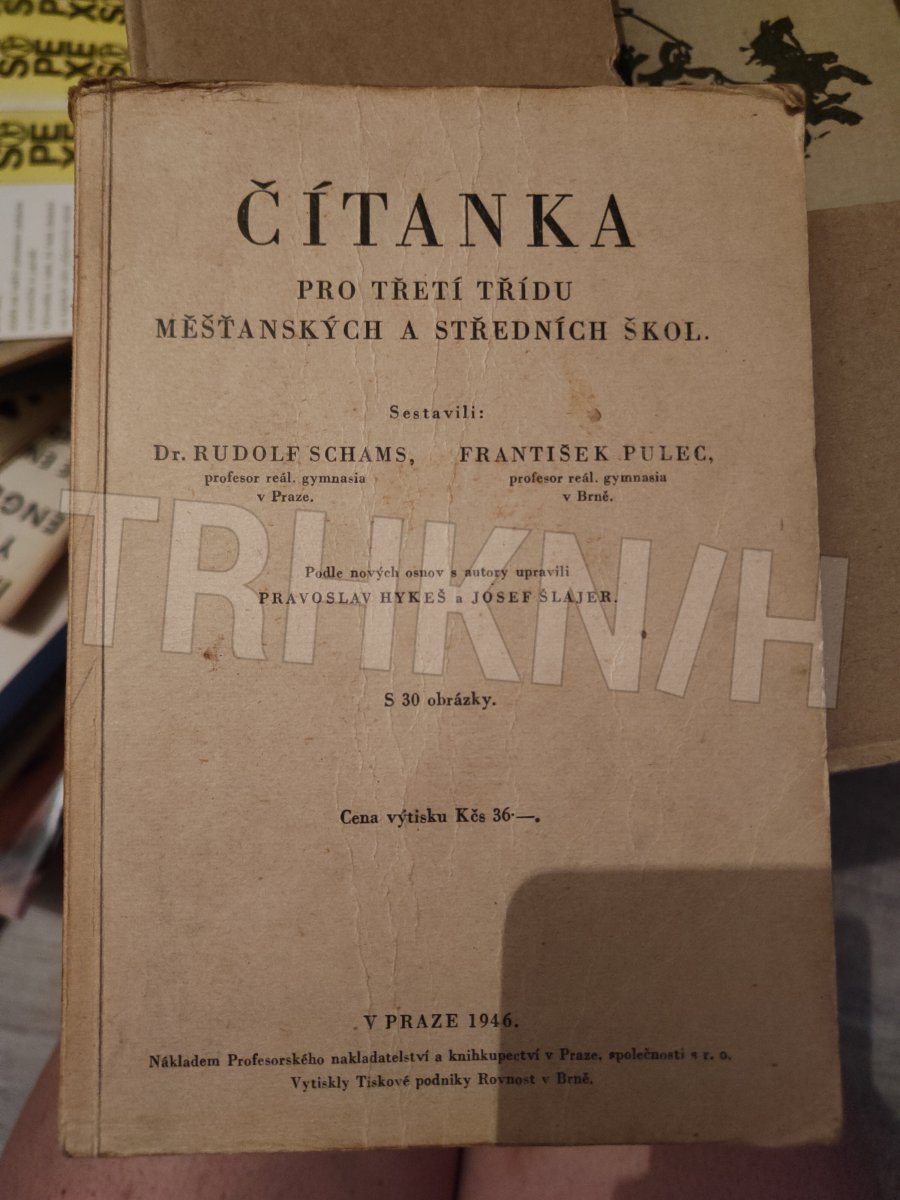 ČÍTANKA
PRO TŘETÍ TŘÍDU
MĚŠŤANSKÝCH A STŘEDNÍCH ŠKOL.
Sestavili:
Dr. RUDOLF SCHAMS,
profesor reál. gymnasia
v Praze.
FRANTIŠEK PULEC,
profesor reál. gymnasia
v Brně.
Podle nových osnov s autory upravili
PRAVOSLAV HYKEŠ a JOSEF ŠLAJER.
TRHKN/H
S 30 obrázky.
Cena výtisku Kčs 36·—.
V PRAZE 1946.
Nákladem Profesorského nakladatelství a knihkupectví v Praze, společnosti s r. o.
Vytiskly Tiskové podniky Rovnost v Brně.